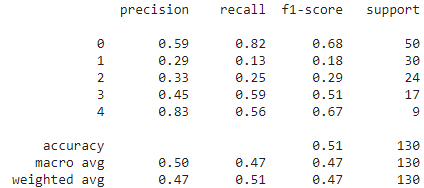 precision recall f1-score support
0 0.59 0.82 0.68 50
1 0.29 0.13 0.18 30
2 0.33 0.25 0.29 24
3 0.45 0.59 0.51 17
4 0.83 0.56 0.67 9
accuracy 0.51 130
macro avg 0.50 0.47 0.47 130
weighted avg 0.47 0.51 0.47 130